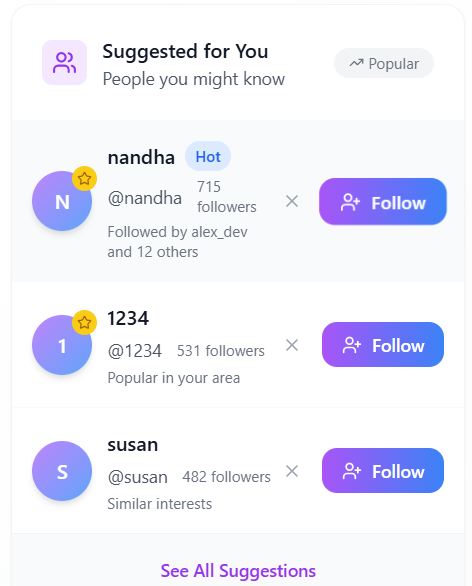 Suggested for You
People you might know
Popular
nandha
Hot
@nandha
715
followers
Followed by alex_dev
and 12 others
N
Follow
1234
@1234 531 followers
Popular in your area
1
Follow
susan
@susan 482 followers
Similar interests
S
Follow
See All Suggestions